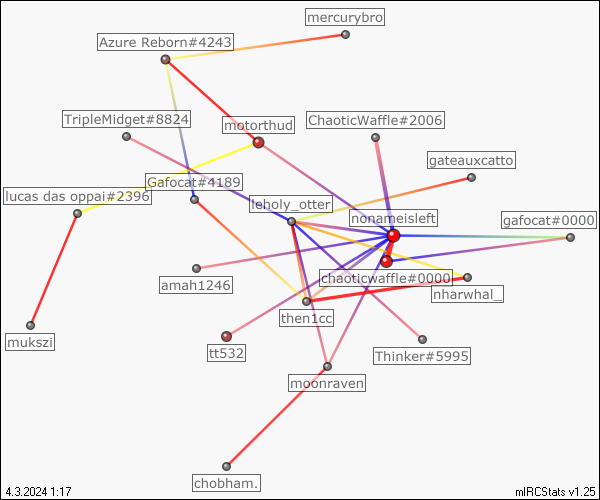 mercurybro
Azure Reborn#4243
TripleMidget#8824
ChaoticWaffle#2006
motorthud
gateauxcatto
Gafocat#4189
lucas das oppai#2396
leholy_otter
nonameisleft
gafocat#0000
chaoticwaffle#0000
amah1246
nharwhal_
then1cc
mukszi
tt532
Thinker#5995
moonraven
chobham.
4.3.2024 1:17
mIRCStats v1.25